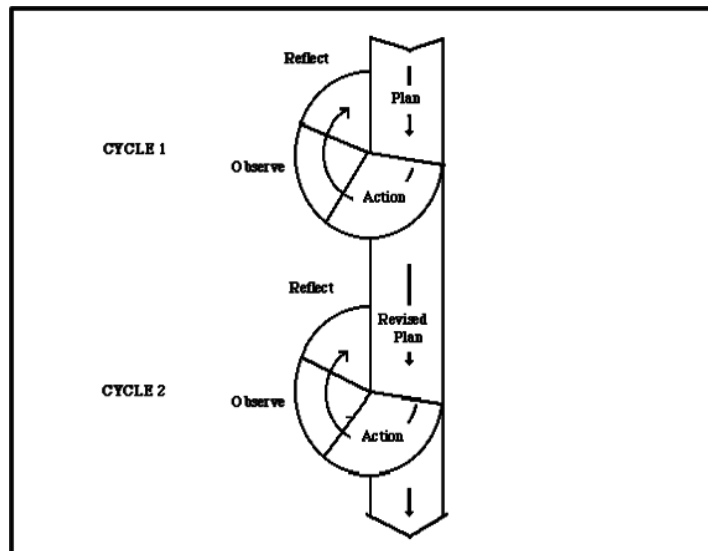 Reflect
Plan
CYCLE 1
Observe
Action
Reflect
Revised
Plan
CYCLE 2
Observe
Action